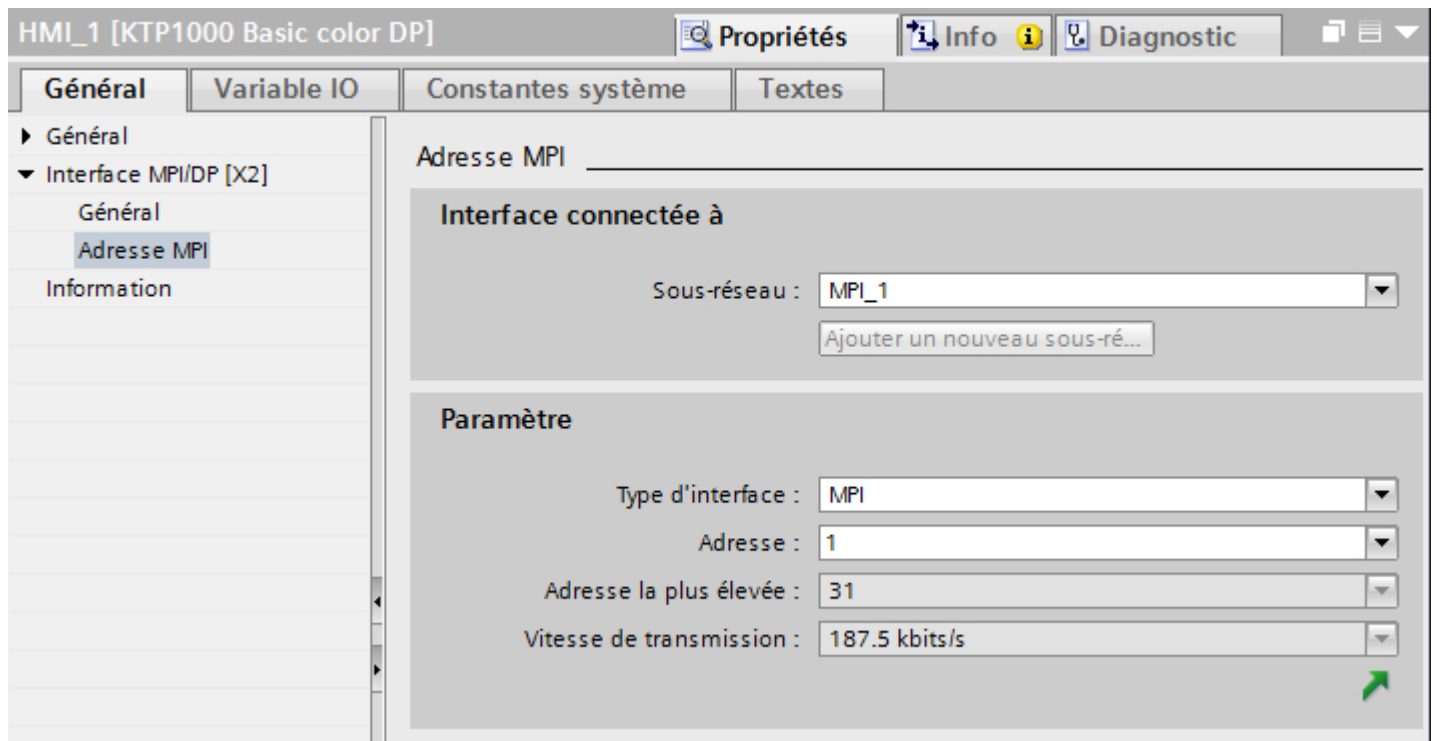 HMI_1 [KTP1000 Basic color DP]
Propriétés
Info
Diagnostic
Général
Variable IO
Constantes système
Textes
Général
Interface MPI/DP [X2]
Général
Adresse MPI
Information
Adresse MPI
Interface connectée à
Sous-réseau : MPI_1
Ajouter un nouveau sous-ré...
Paramètre
Type d'interface : MPI
Adresse : 1
Adresse la plus élevée : 31
Vitesse de transmission : 187.5 kbits/s